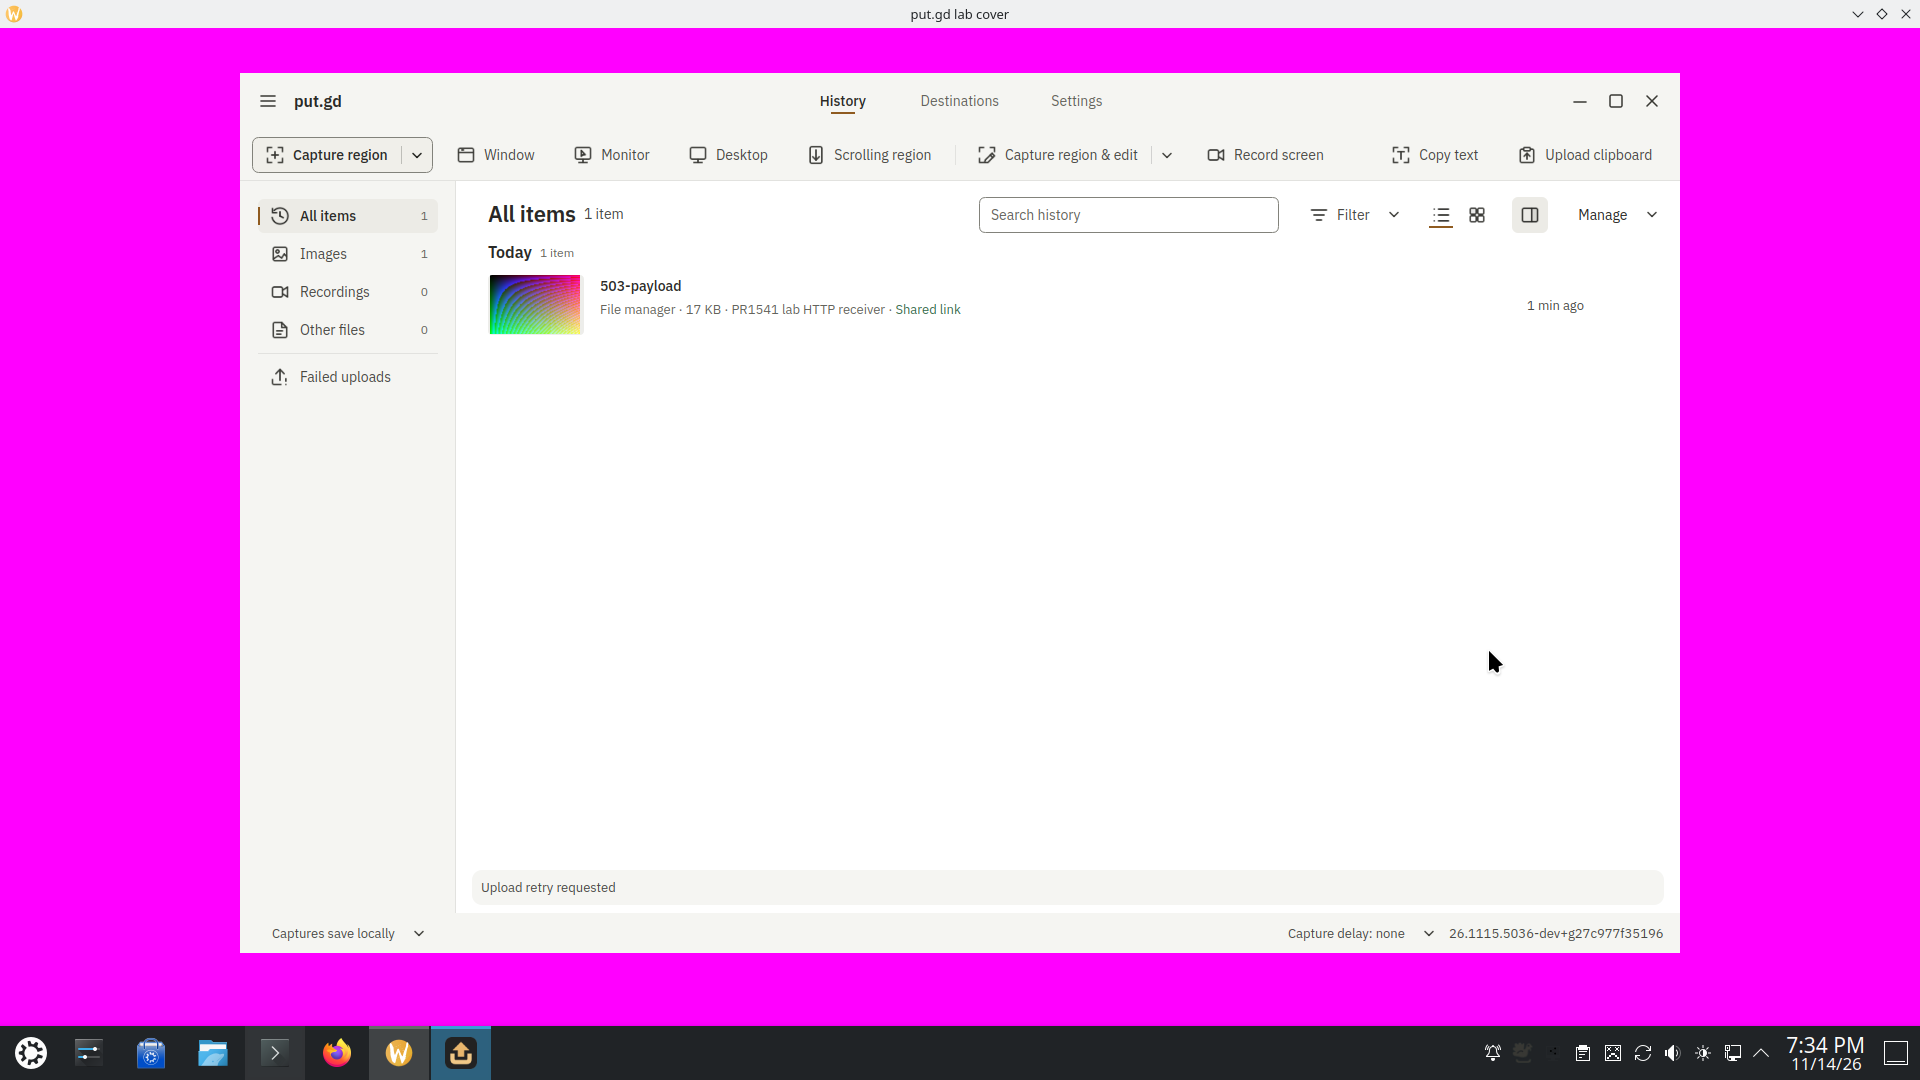 put.gd lab cover
put.gd
History
Destinations
Settings
Capture region
Window
Monitor
Desktop
Scrolling region
Capture region & edit
Record screen
Copy text
Upload clipboard
All items 1
Images 1
Recordings 0
Other files 0
Failed uploads
All items 1 item
Search history
Filter
Manage
Today 1 item
503-payload
File manager · 17 KB · PR1541 lab HTTP receiver · Shared link
1 min ago
Upload retry requested
Captures save locally
Capture delay: none
26.1115.5036-dev+g27c977f35196
7:34 PM
11/14/26